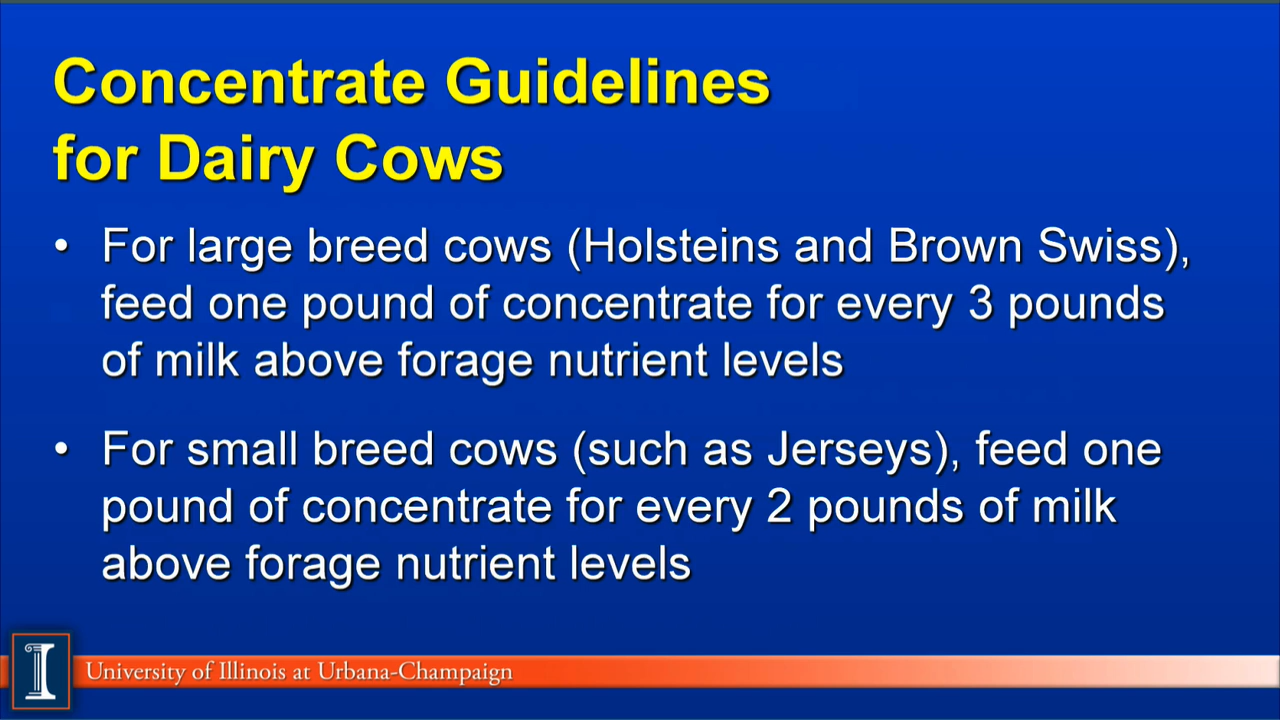 Concentrate Guidelines
for Dairy Cows
• For large breed cows (Holsteins and Brown Swiss),
feed one pound of concentrate for every 3 pounds
of milk above forage nutrient levels
• For small breed cows (such as Jerseys), feed one
pound of concentrate for every 2 pounds of milk
above forage nutrient levels
I
University of Illinois at Urbana-Champaign